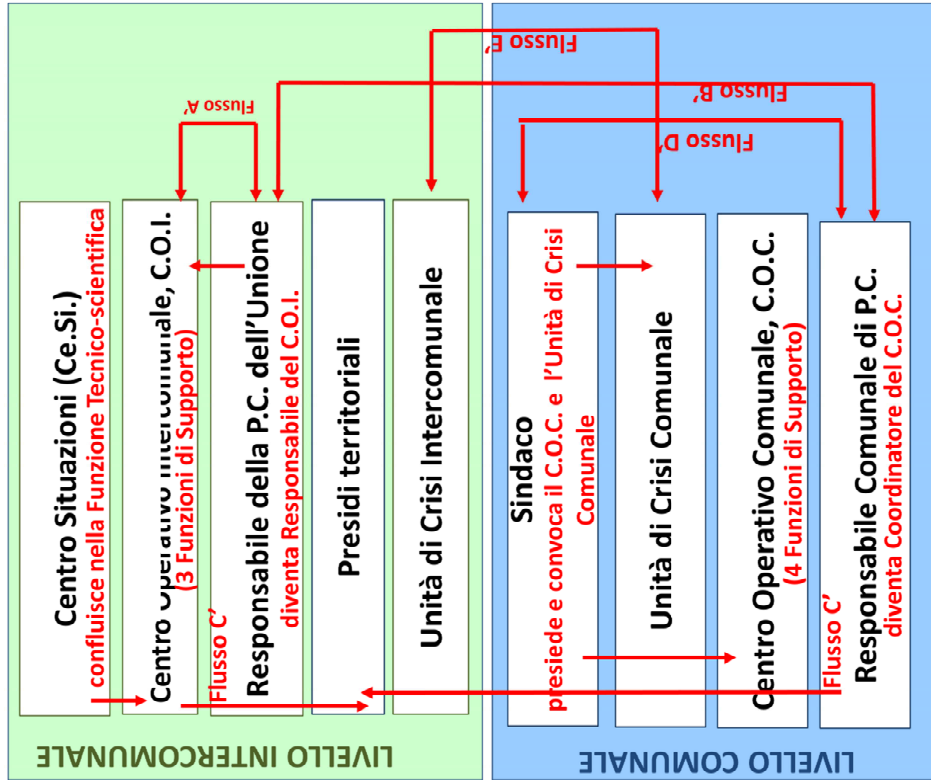 LIVELLO INTERCOMUNALE
Centro Situazioni (Ce.Si.)
confluisce nella Funzione Tecnico-scientifica
Centro Operativo Intercomunale, C.O.I.
(3 Funzioni di Supporto)
Flusso A’
Flusso C’
Responsabile della P.C. dell’Unione
diventa Responsabile del C.O.I.
Presidi territoriali
Unità di Crisi Intercomunale
Flusso E’
LIVELLO COMUNALE
Sindaco
presiede e convoca il C.O.C. e l’Unità di Crisi
Comunale
Unità di Crisi Comunale
Flusso B’
Flusso D’
Centro Operativo Comunale, C.O.C.
(4 Funzioni di Supporto)
Flusso C’
Responsabile Comunale di P.C.
diventa Coordinatore del C.O.C.